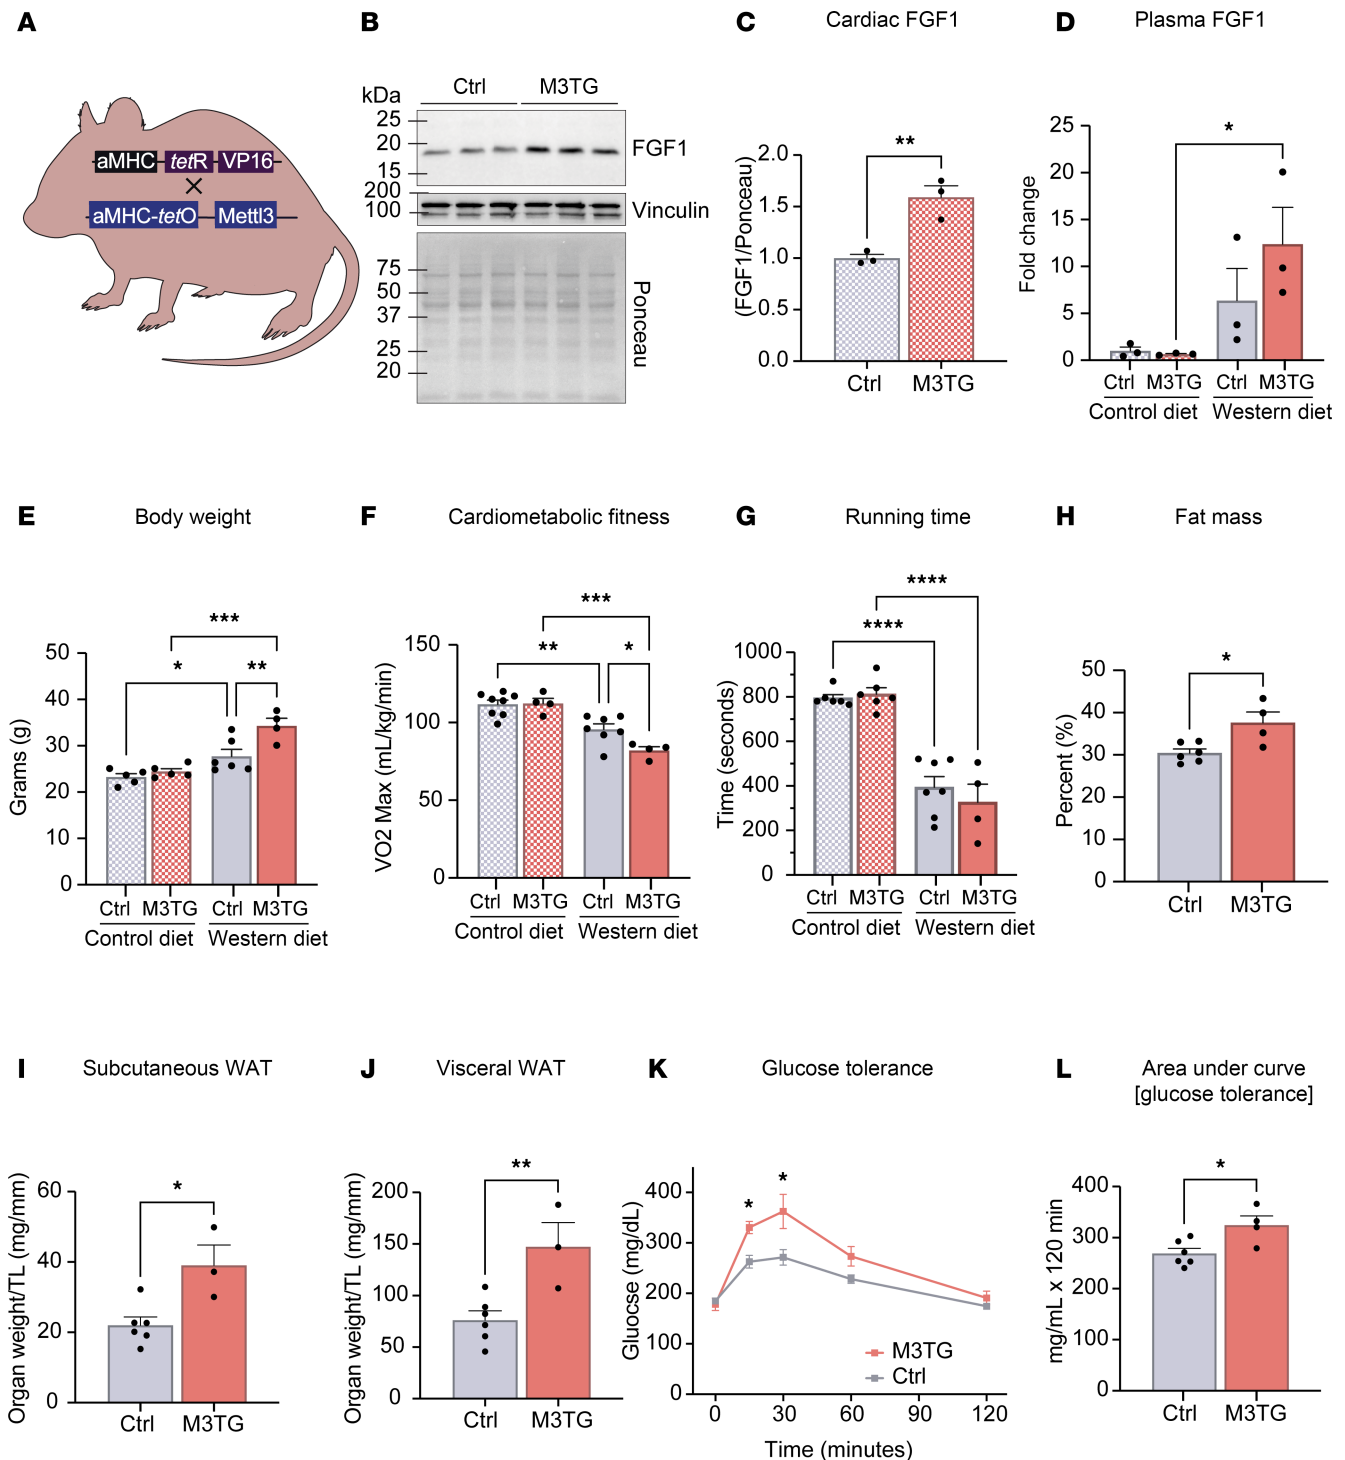 A
aMHC tetR VP16
×
aMHC-tetO Mettl3
B
Ctrl M3TG
kDa
25
20
15
FGF1
200
100
Vinculin
75
50
37
25
20
Ponceau
C Cardiac FGF1
(FGF1/Ponceau)
2.0
1.5
1.0
0.5
0.0
**
Ctrl M3TG
D Plasma FGF1
Fold change
25
20
15
10
5
0
*
Ctrl M3TG Ctrl M3TG
Control diet Western diet
E Body weight
Grams (g)
50
40
30
20
10
0
***
* **
Ctrl M3TG Ctrl M3TG
Control diet Western diet
F Cardiometabolic fitness
VO2 Max (mL/kg/min)
150
100
50
0
***
** *
Ctrl M3TG Ctrl M3TG
Control diet Western diet
G Running time
Time (seconds)
1000
800
600
400
200
0
****
****
Ctrl M3TG Ctrl M3TG
Control diet Western diet
H Fat mass
Percent (%)
50
40
30
20
10
0
*
Ctrl M3TG
I Subcutaneous WAT
Organ weight/TL (mg/mm)
60
40
20
0
*
Ctrl M3TG
J Visceral WAT
Organ weight/TL (mg/mm)
200
150
100
50
0
**
Ctrl M3TG
K Glucose tolerance
Gluocse (mg/dL)
400
300
200
100
0
* *
M3TG
Ctrl
0 30 60 90 120
Time (minutes)
L Area under curve
[glucose tolerance]
mg/mL x 120 min
400
300
200
100
0
*
Ctrl M3TG